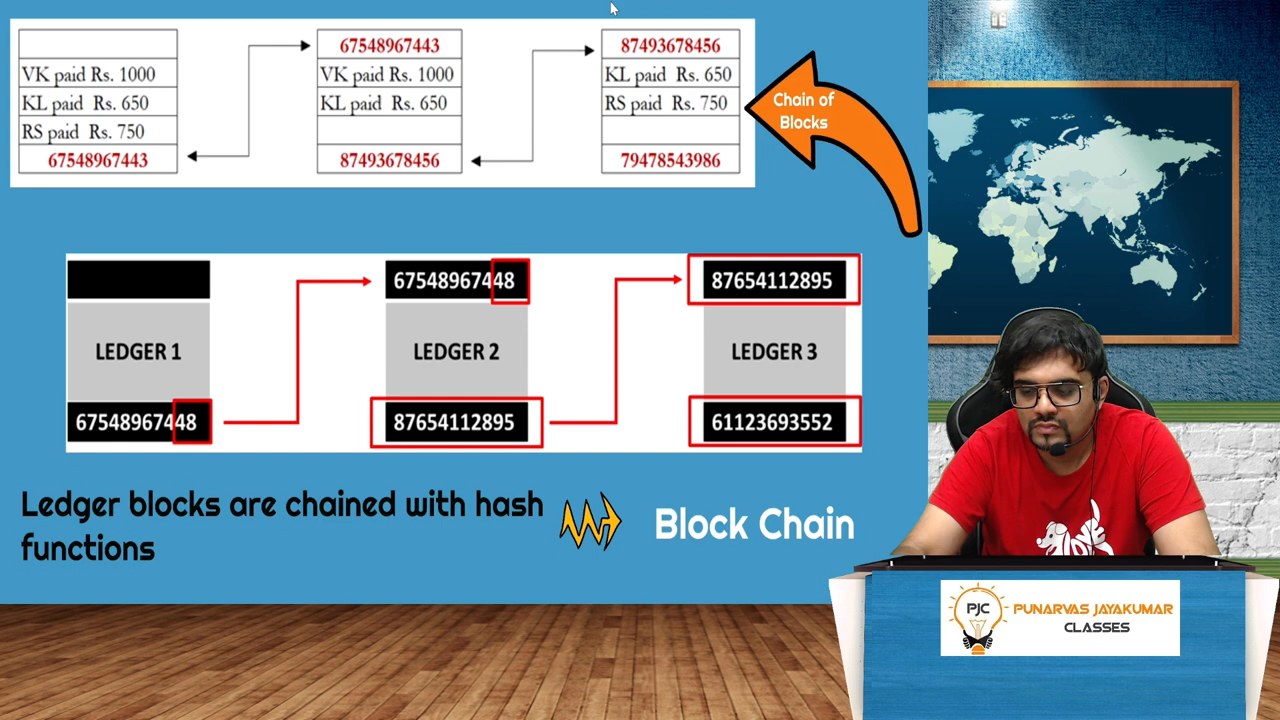 67548967443
87493678456
VK paid Rs. 1000
VK paid Rs. 1000
KL paid Rs. 650
KL paid Rs. 650
KL paid Rs. 650
RS paid Rs. 750
RS paid Rs. 750
67548967443
87493678456
79478543986
Chain of
Blocks
67548967448
87654112895
LEDGER 1
LEDGER 2
LEDGER 3
67548967448
87654112895
61123693552
Ledger blocks are chained with hash
functions
Block Chain
LOVE
PJC
PUNARVAS JAYAKUMAR
CLASSES